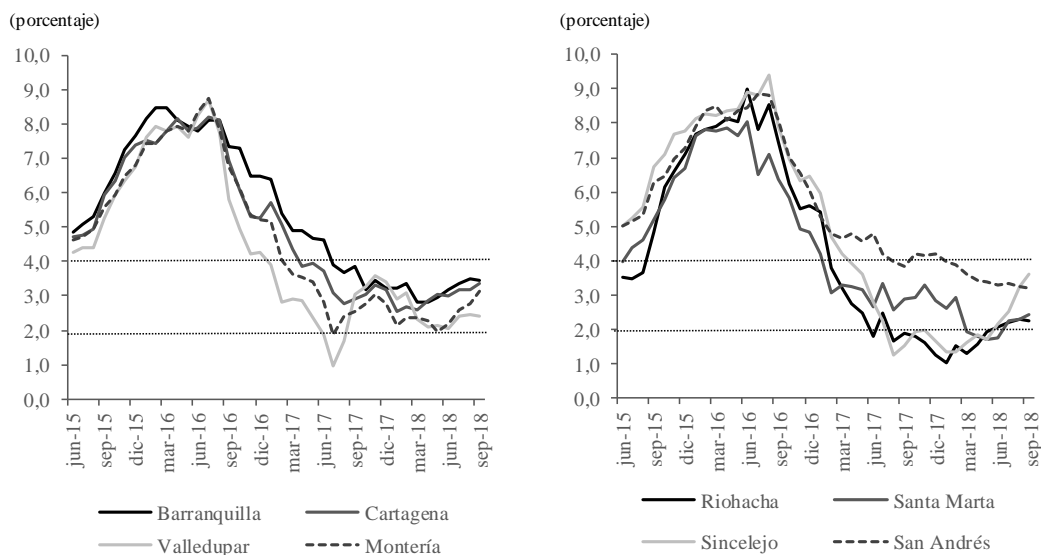 (porcentaje)
10,0
9,0
8,0
7,0
6,0
5,0
4,0
3,0
2,0
1,0
0,0
jun-15
sep-15
dic-15
mar-16
jun-16
sep-16
dic-16
mar-17
jun-17
sep-17
dic-17
mar-18
jun-18
sep-18
Barranquilla Cartagena
Valledupar Montería
(porcentaje)
10,0
9,0
8,0
7,0
6,0
5,0
4,0
3,0
2,0
1,0
0,0
jun-15
sep-15
dic-15
mar-16
jun-16
sep-16
dic-16
mar-17
jun-17
sep-17
dic-17
mar-18
jun-18
sep-18
Riohacha Santa Marta
Sincelejo San Andrés